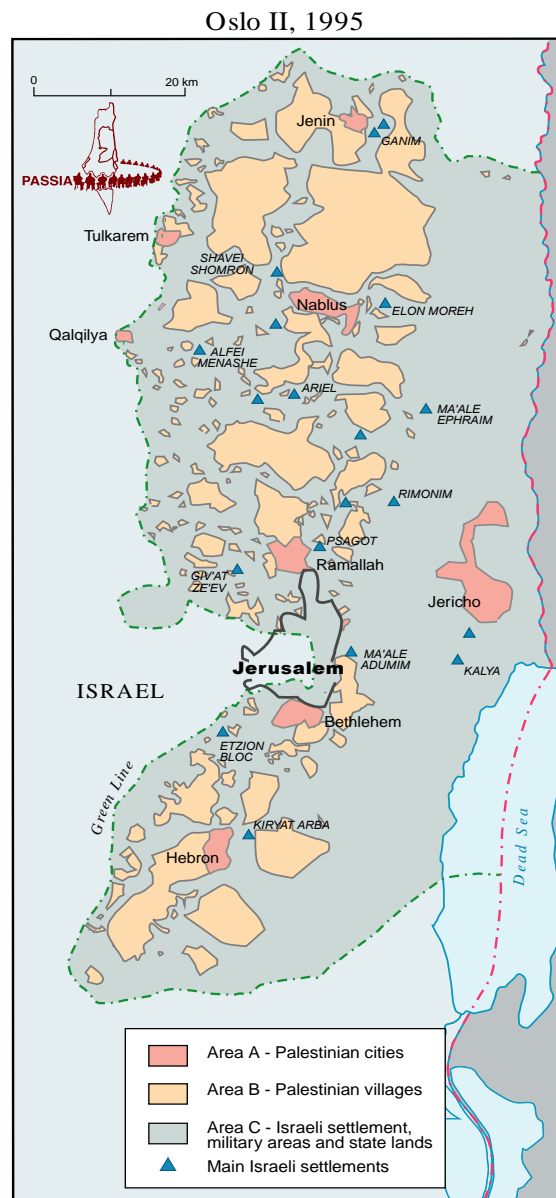 Oslo II, 1995
0
20 km
PASSIA
Jenin
GANIM
Tulkarem
SHAVEI
SHOMRON
Nablus
ELON MOREH
Qalqilya
ALFEI
MENASHE
ARIEL
MA'ALE
EPHRAIM
RIMONIM
PSAGOT
Ramallah
GIV'AT
ZE'EV
Jericho
Jerusalem
MA'ALE
ADUMIM
KALYA
ISRAEL
Bethlehem
ETZION
BLOC
Green Line
KIRYAT ARBA
Hebron
Dead Sea
Area A - Palestinian cities
Area B - Palestinian villages
Area C - Israeli settlement,
military areas and state lands
Main Israeli settlements